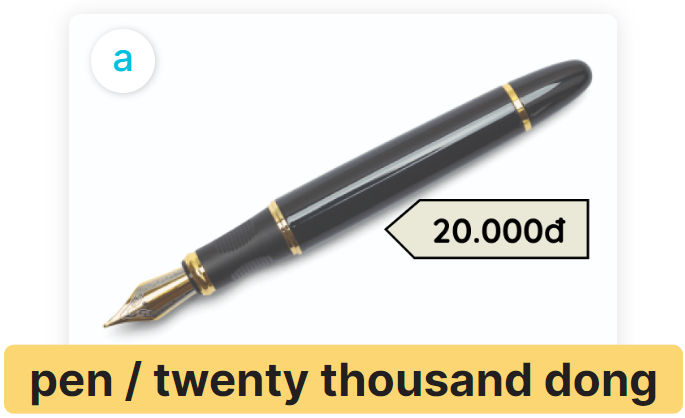 a
20.000đ
pen / twenty thousand dong